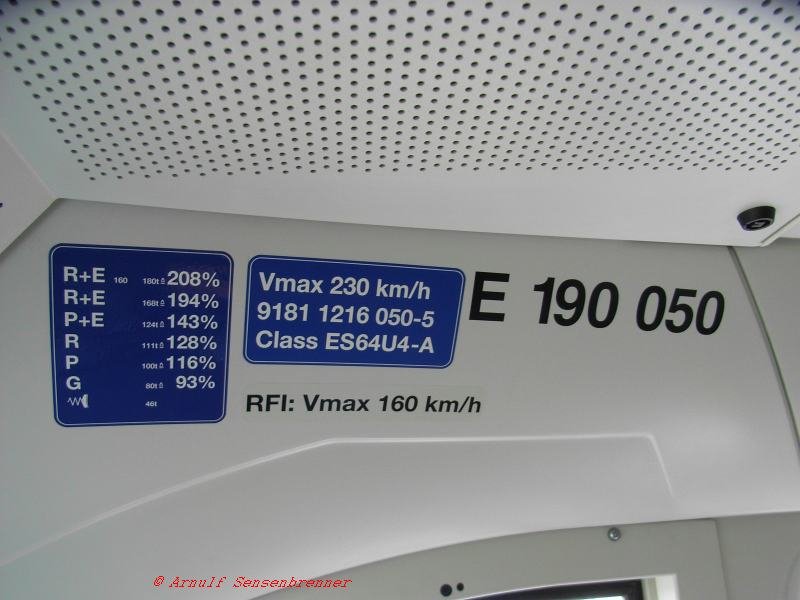 R+E 160 180t ≙ 208%
R+E 168t ≙ 194%
P+E 124t ≙ 143%
R 111t ≙ 128%
P 100t ≙ 116%
G 80t ≙ 93%
46t
Vmax 230 km/h
9181 1216 050-5
Class ES64U4-A
E 190 050
RFI: Vmax 160 km/h
© Arnulf Sensenbrenner